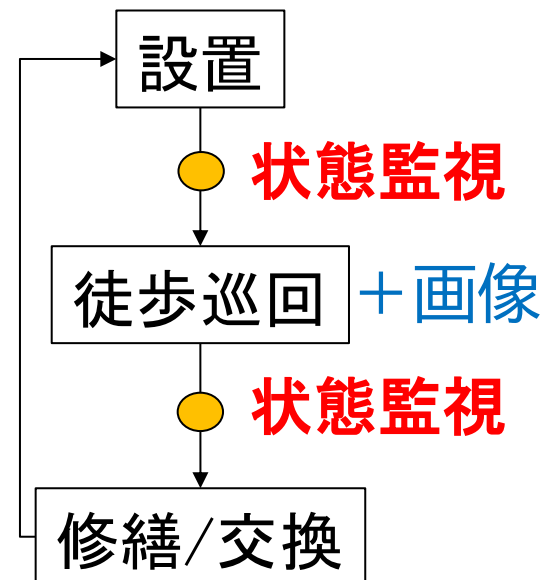 設置
状態監視
徒歩巡回 +画像
状態監視
修繕/交換